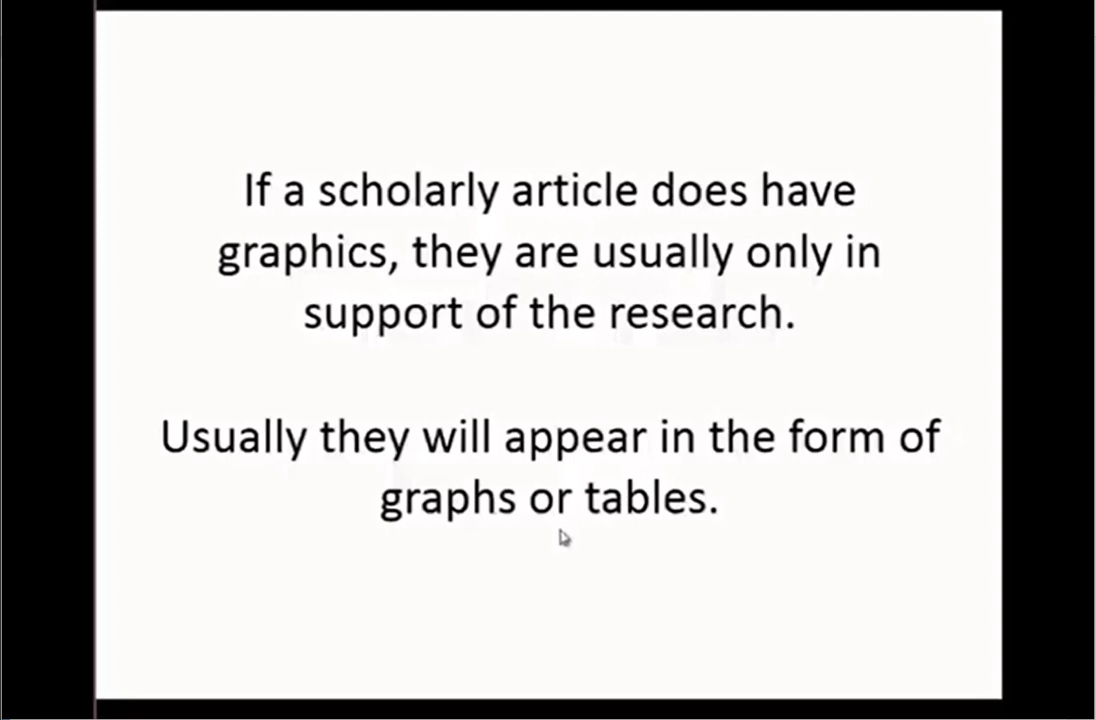 If a scholarly article does have
graphics, they are usually only in
support of the research.
Usually they will appear in the form of
graphs or tables.